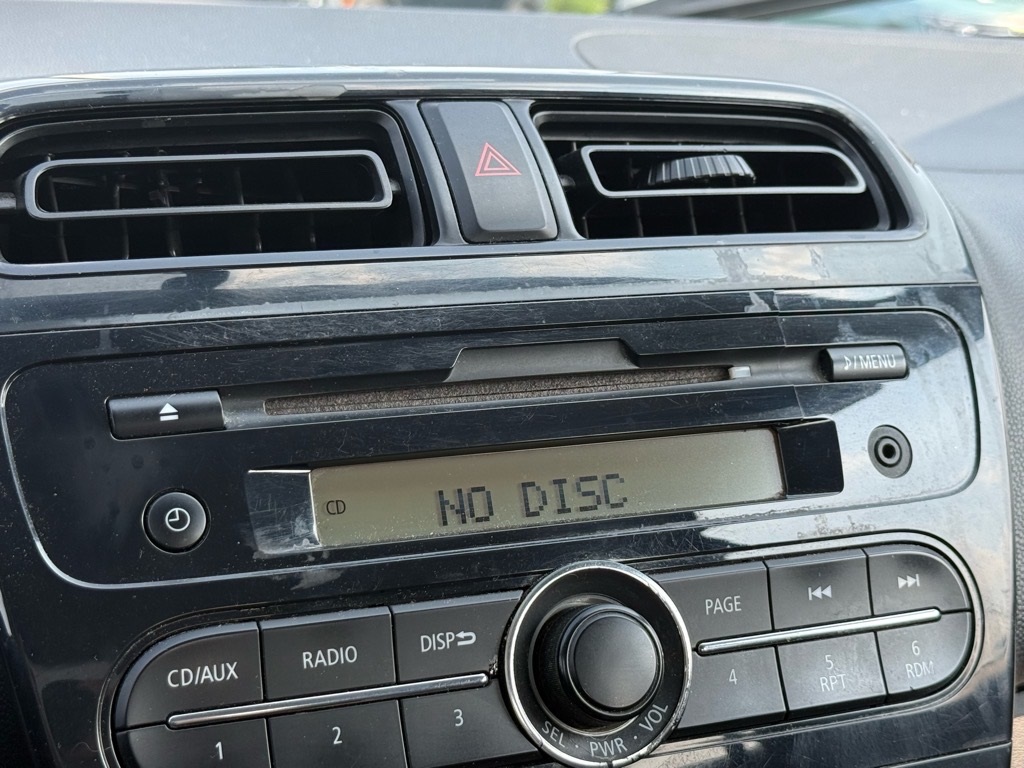 ♪/MENU
CD NO DISC
CD/AUX RADIO DISP PAGE
1 2 3 4 5 RPT 6 RDM
SEL · PWR · VOL